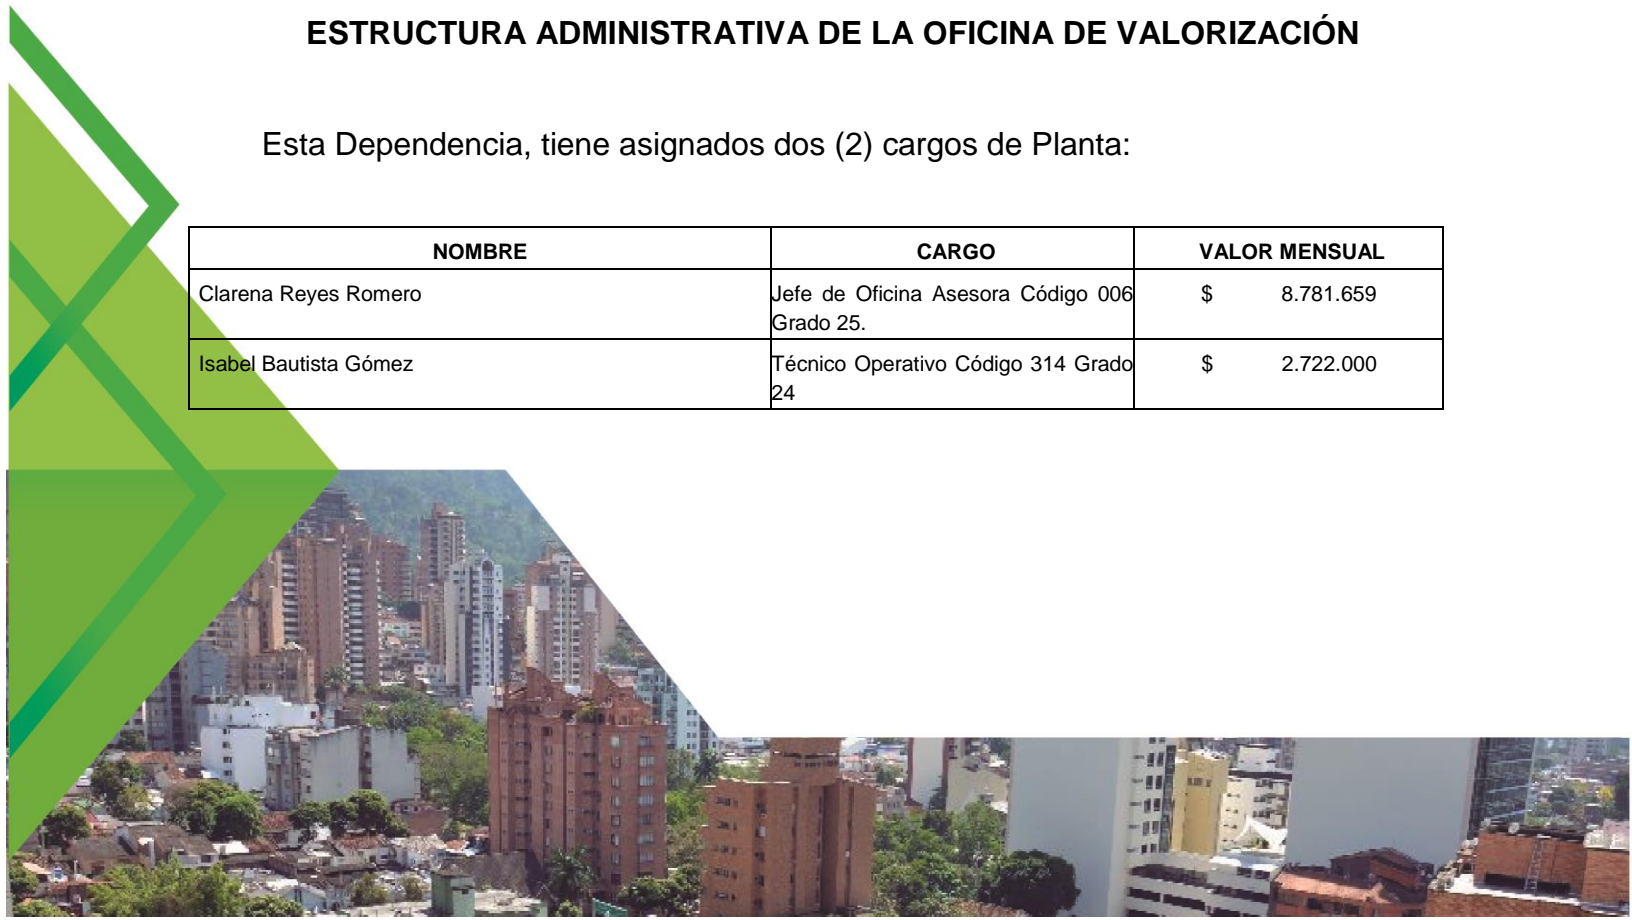 ESTRUCTURA ADMINISTRATIVA DE LA OFICINA DE VALORIZACIÓN
Esta Dependencia, tiene asignados dos (2) cargos de Planta:
NOMBRE CARGO VALOR MENSUAL
Clarena Reyes Romero Jefe de Oficina Asesora Código 006 $ 8.781.659
Grado 25.
Isabel Bautista Gómez Técnico Operativo Código 314 Grado $ 2.722.000
24